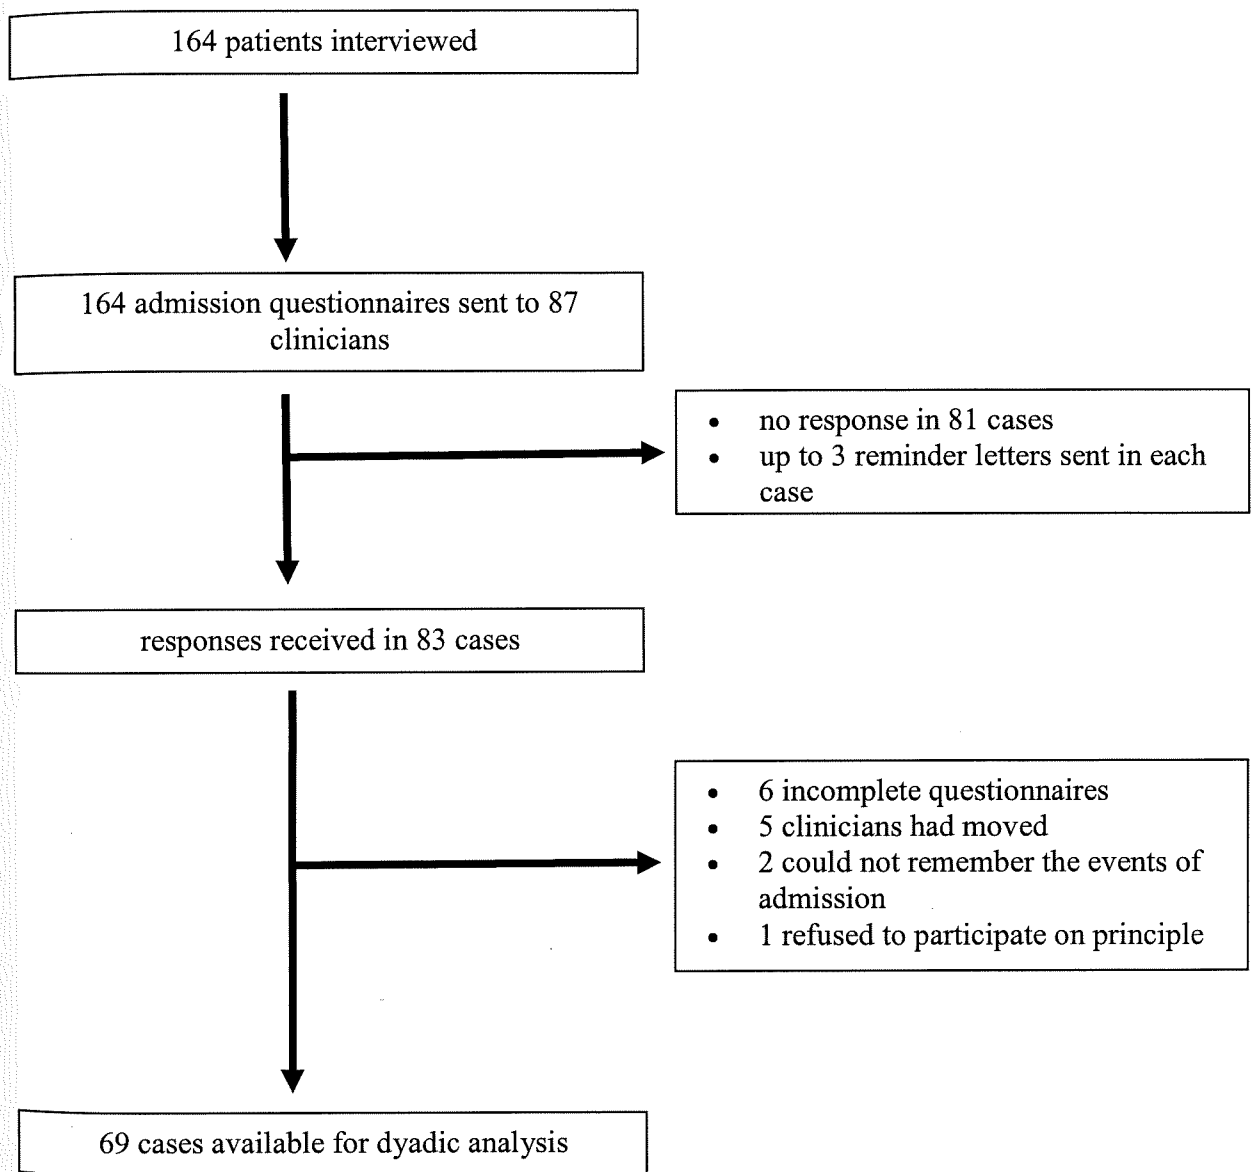 164 patients interviewed
164 admission questionnaires sent to 87
clinicians
• no response in 81 cases
• up to 3 reminder letters sent in each
case
responses received in 83 cases
• 6 incomplete questionnaires
• 5 clinicians had moved
• 2 could not remember the events of
admission
• 1 refused to participate on principle
69 cases available for dyadic analysis